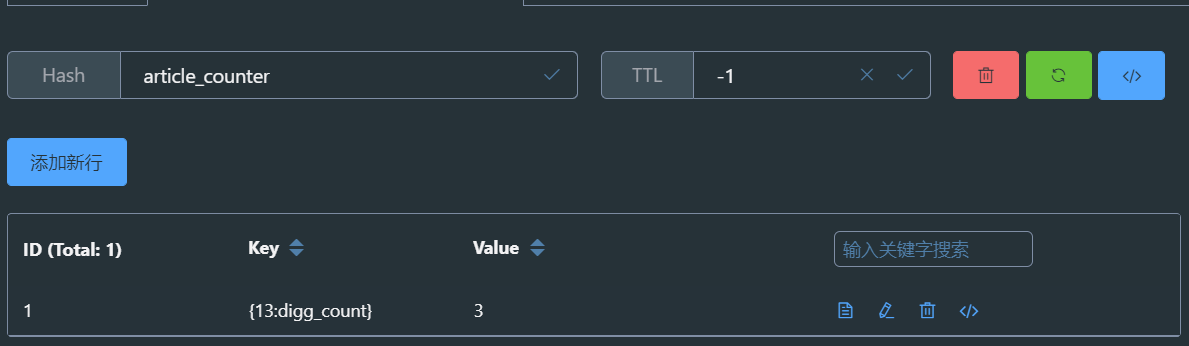 Hash article_counter TTL -1
添加新行
ID (Total: 1) Key Value 输入关键字搜索
1 {13:digg_count} 3